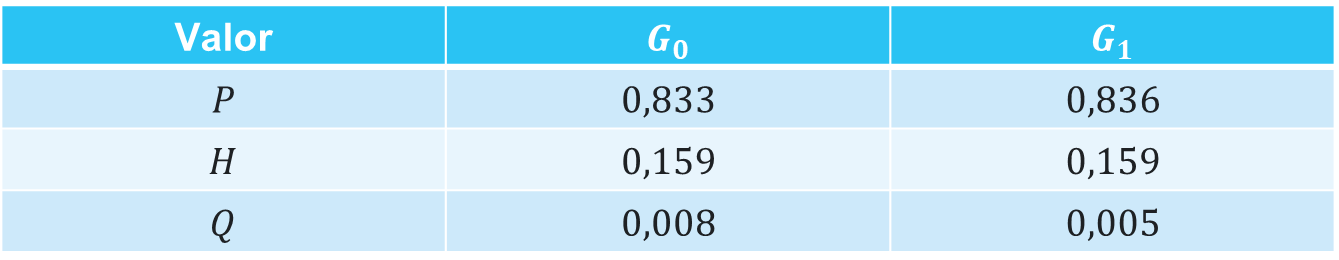 Valor G₀ G₁
P 0,833 0,836
H 0,159 0,159
Q 0,008 0,005